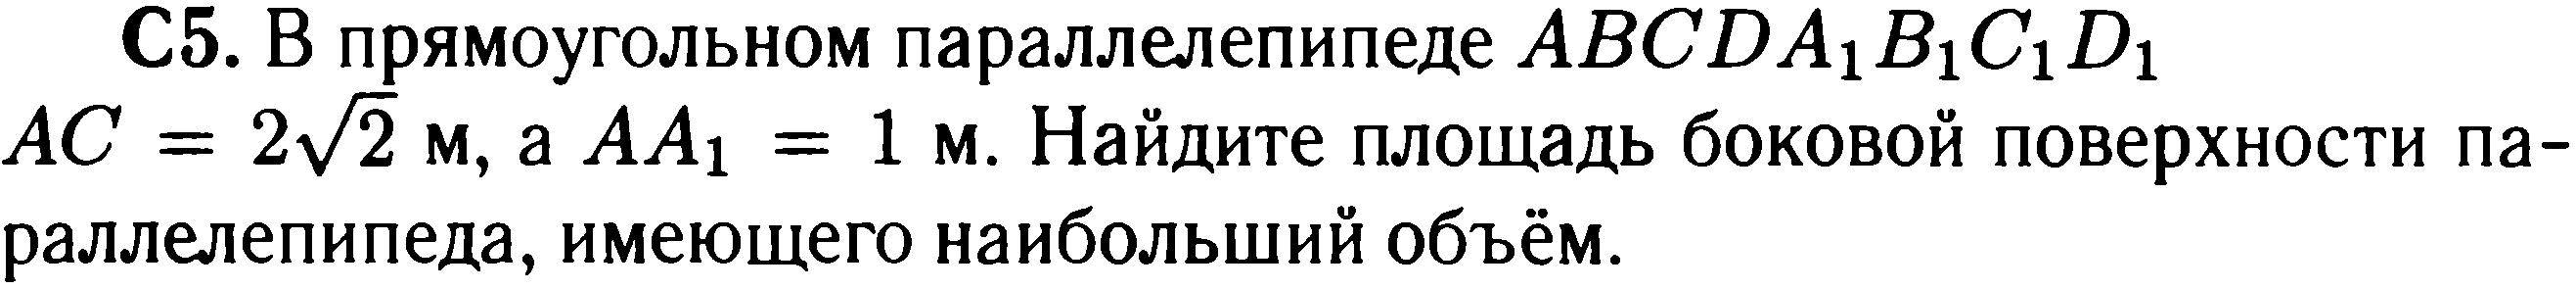 С5. В прямоугольном параллелепипеде ABCDA₁B₁C₁D₁
AC = 2√2 м, а AA₁ = 1 м. Найдите площадь боковой поверхности па-
раллелепипеда, имеющего наибольший объём.